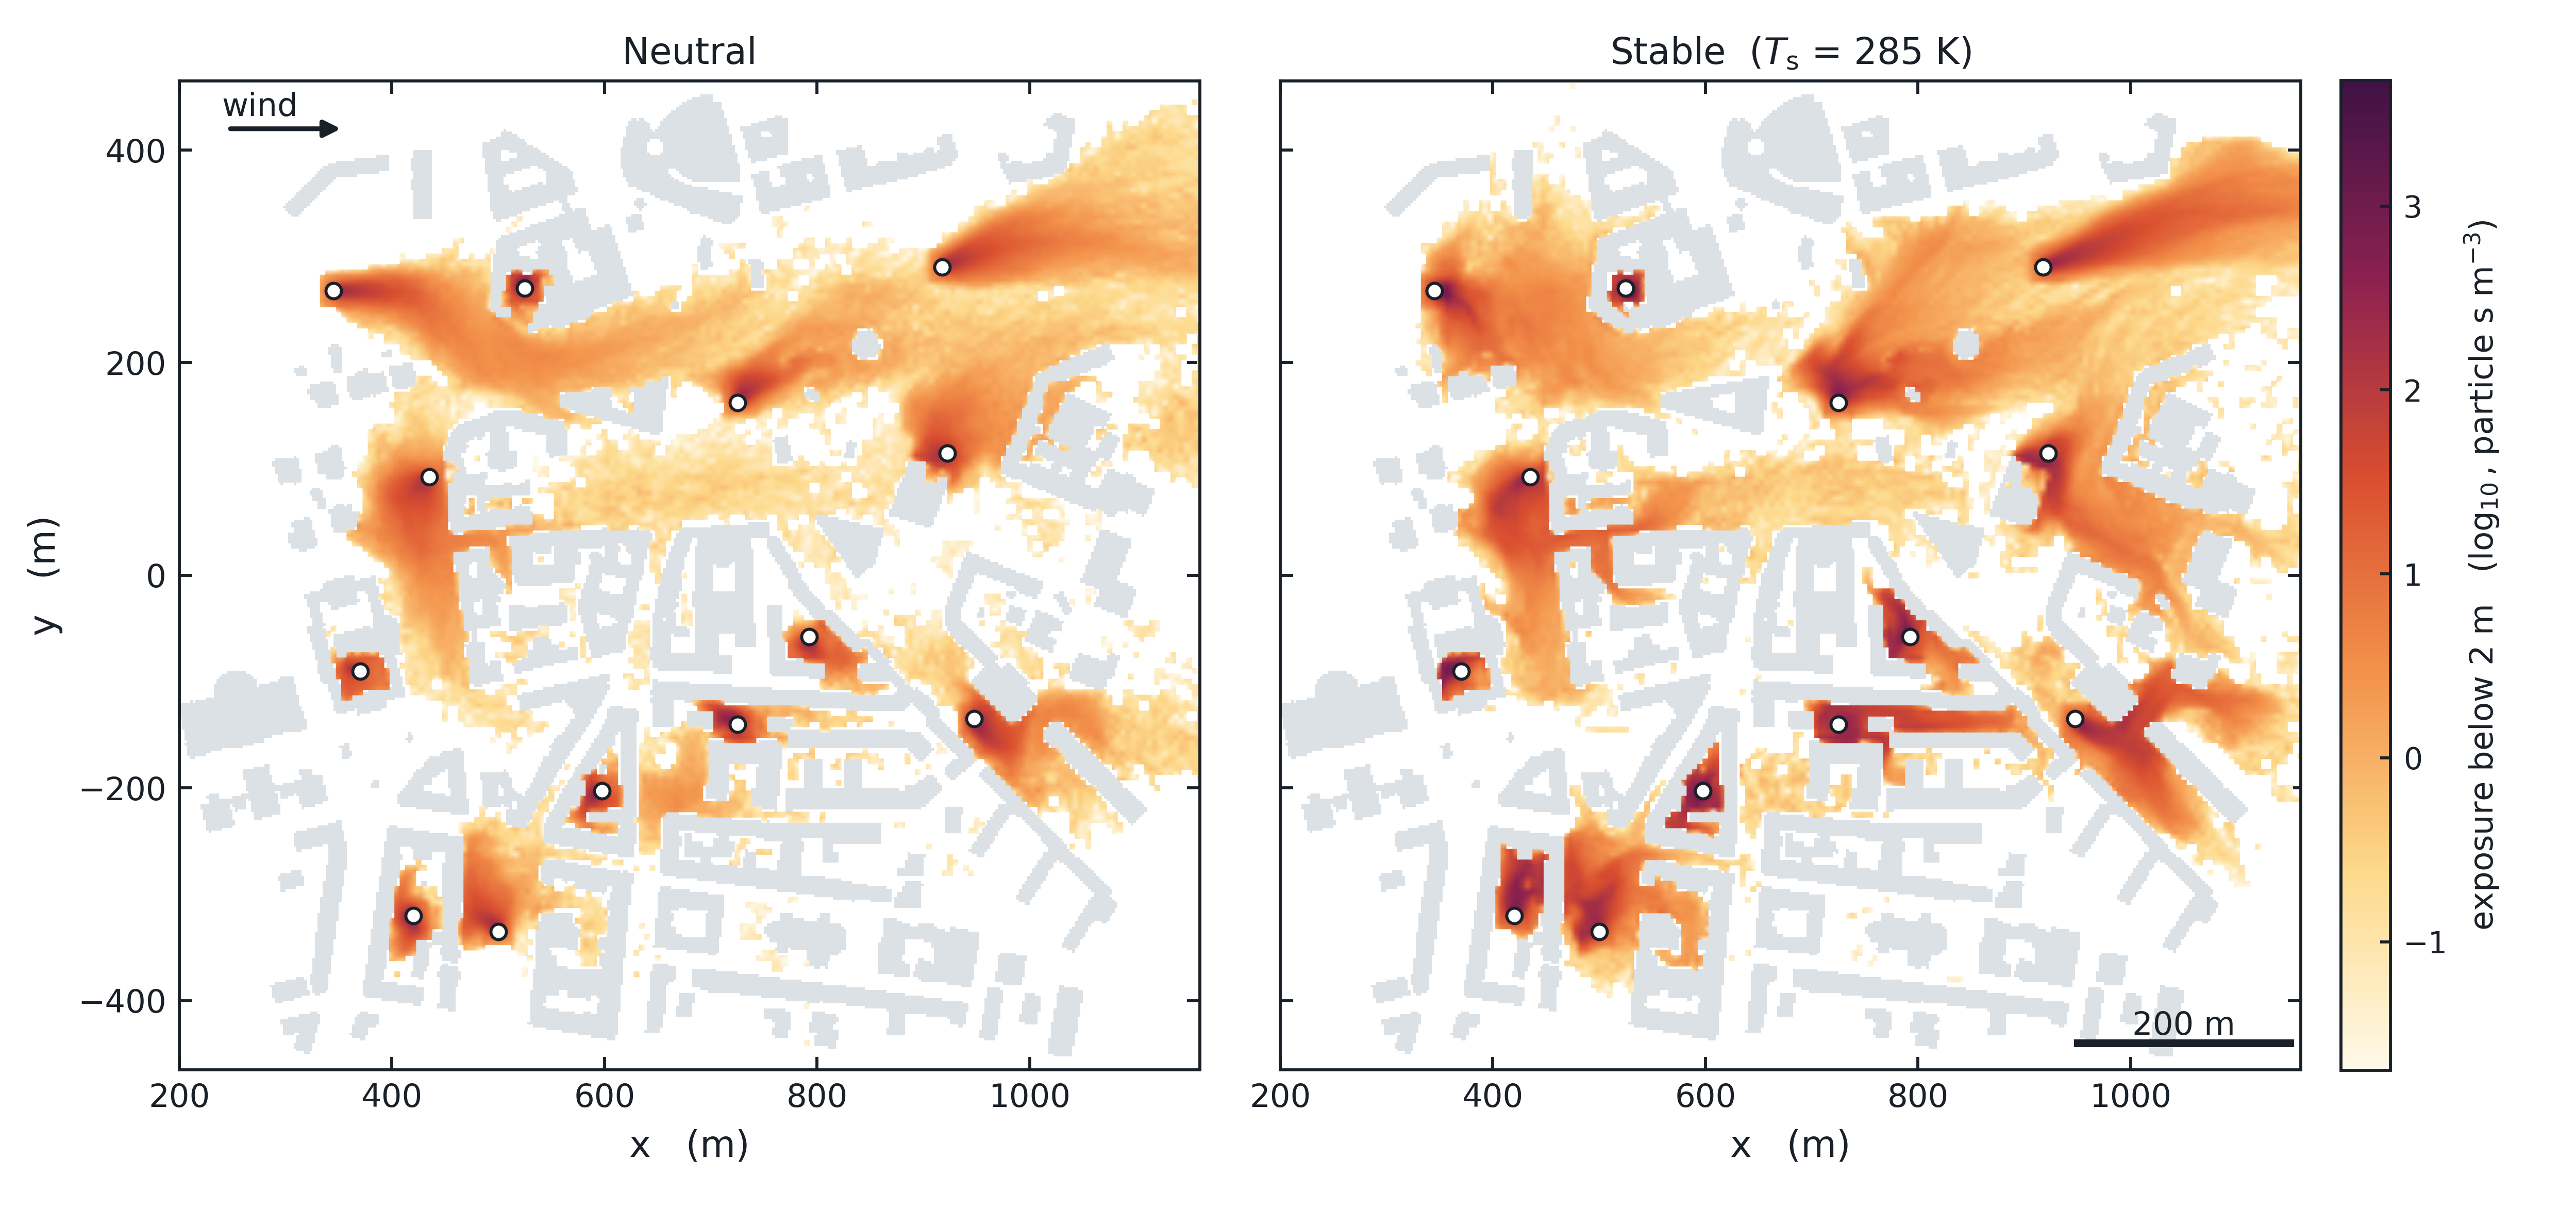 Neutral
Stable (Tₛ = 285 K)
wind
400
200
0
−200
−400
y (m)
200 400 600 800 1000
x (m)
200 m
200 400 600 800 1000
x (m)
3
2
1
0
−1
exposure below 2 m (log₁₀, particle s m⁻³)